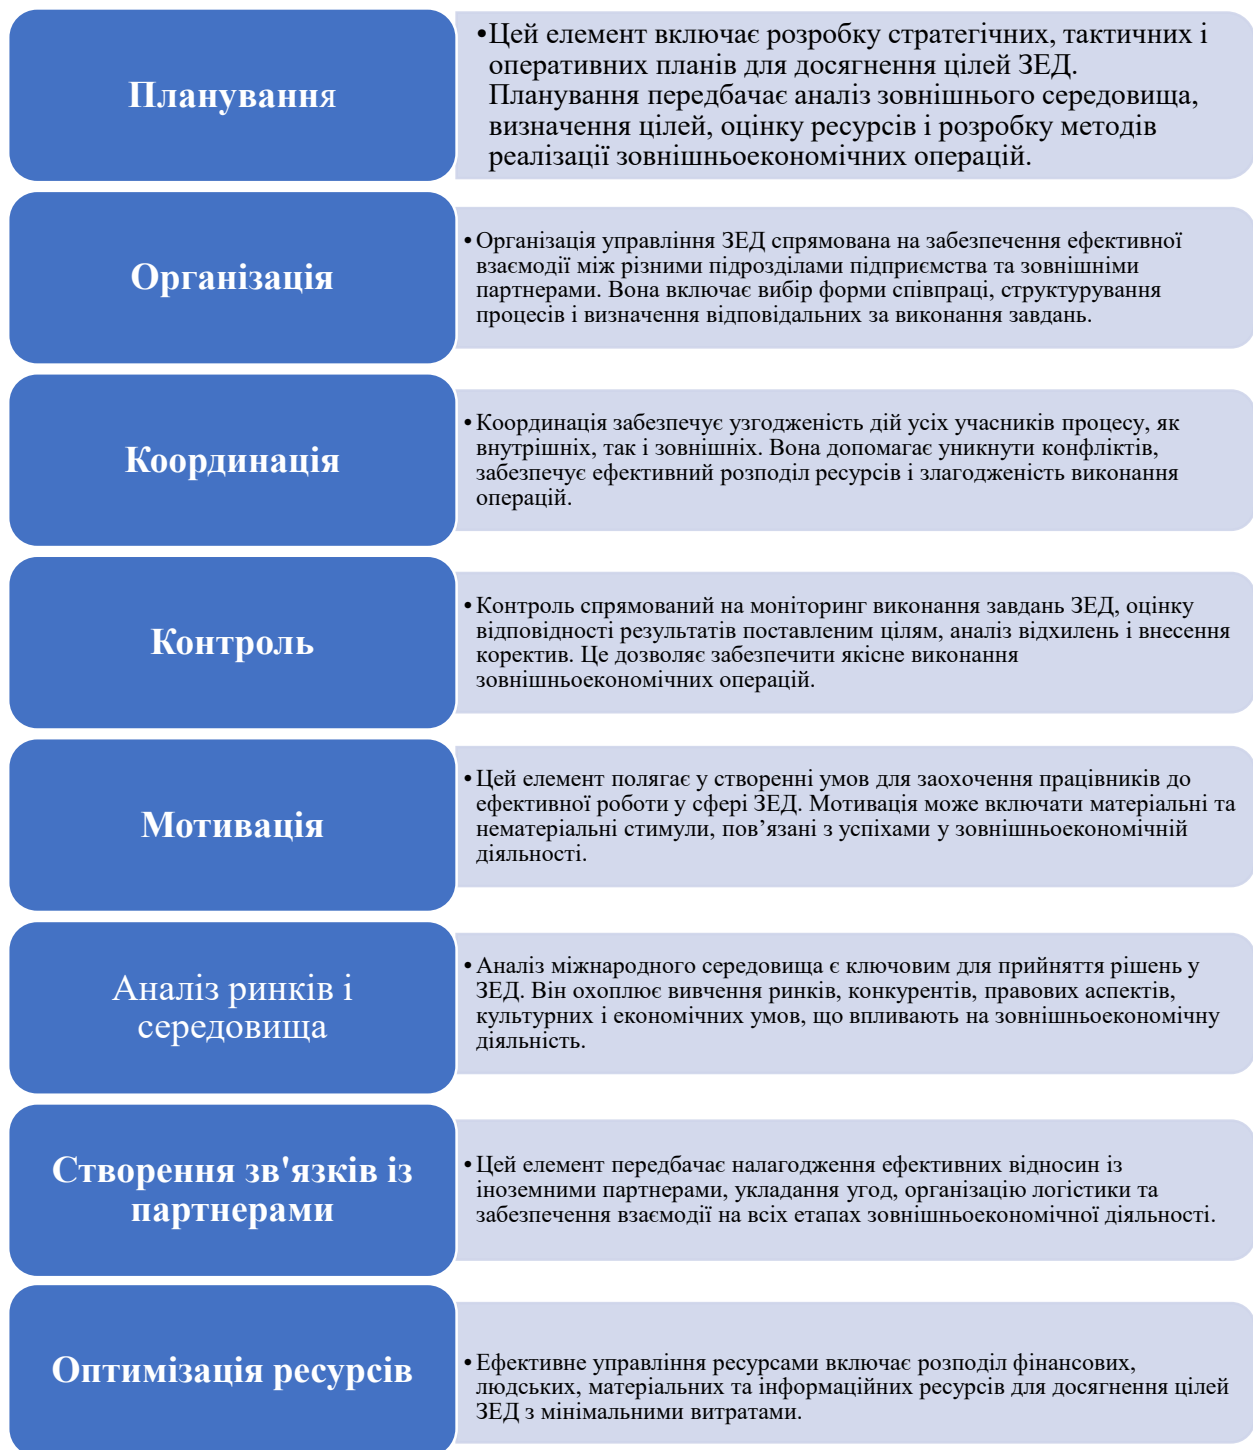 Планування
•Цей елемент включає розробку стратегічних, тактичних і
оперативних планів для досягнення цілей ЗЕД.
Планування передбачає аналіз зовнішнього середовища,
визначення цілей, оцінку ресурсів і розробку методів
реалізації зовнішньоекономічних операцій.
Організація
•Організація управління ЗЕД спрямована на забезпечення ефективної
взаємодії між різними підрозділами підприємства та зовнішніми
партнерами. Вона включає вибір форми співпраці, структурування
процесів і визначення відповідальних за виконання завдань.
Координація
•Координація забезпечує узгодженість дій усіх учасників процесу, як
внутрішніх, так і зовнішніх. Вона допомагає уникнути конфліктів,
забезпечує ефективний розподіл ресурсів і злагодженість виконання
операцій.
Контроль
•Контроль спрямований на моніторинг виконання завдань ЗЕД, оцінку
відповідності результатів поставленим цілям, аналіз відхилень і внесення
коректив. Це дозволяє забезпечити якісне виконання
зовнішньоекономічних операцій.
Мотивація
•Цей елемент полягає у створенні умов для заохочення працівників до
ефективної роботи у сфері ЗЕД. Мотивація може включати матеріальні та
нематеріальні стимули, пов’язані з успіхами у зовнішньоекономічній
діяльності.
Аналіз ринків і
середовища
•Аналіз міжнародного середовища є ключовим для прийняття рішень у
ЗЕД. Він охоплює вивчення ринків, конкурентів, правових аспектів,
культурних і економічних умов, що впливають на зовнішньоекономічну
діяльність.
Створення зв'язків із
партнерами
•Цей елемент передбачає налагодження ефективних відносин із
іноземними партнерами, укладання угод, організацію логістики та
забезпечення взаємодії на всіх етапах зовнішньоекономічної діяльності.
Оптимізація ресурсів
•Ефективне управління ресурсами включає розподіл фінансових,
людських, матеріальних та інформаційних ресурсів для досягнення цілей
ЗЕД з мінімальними витратами.